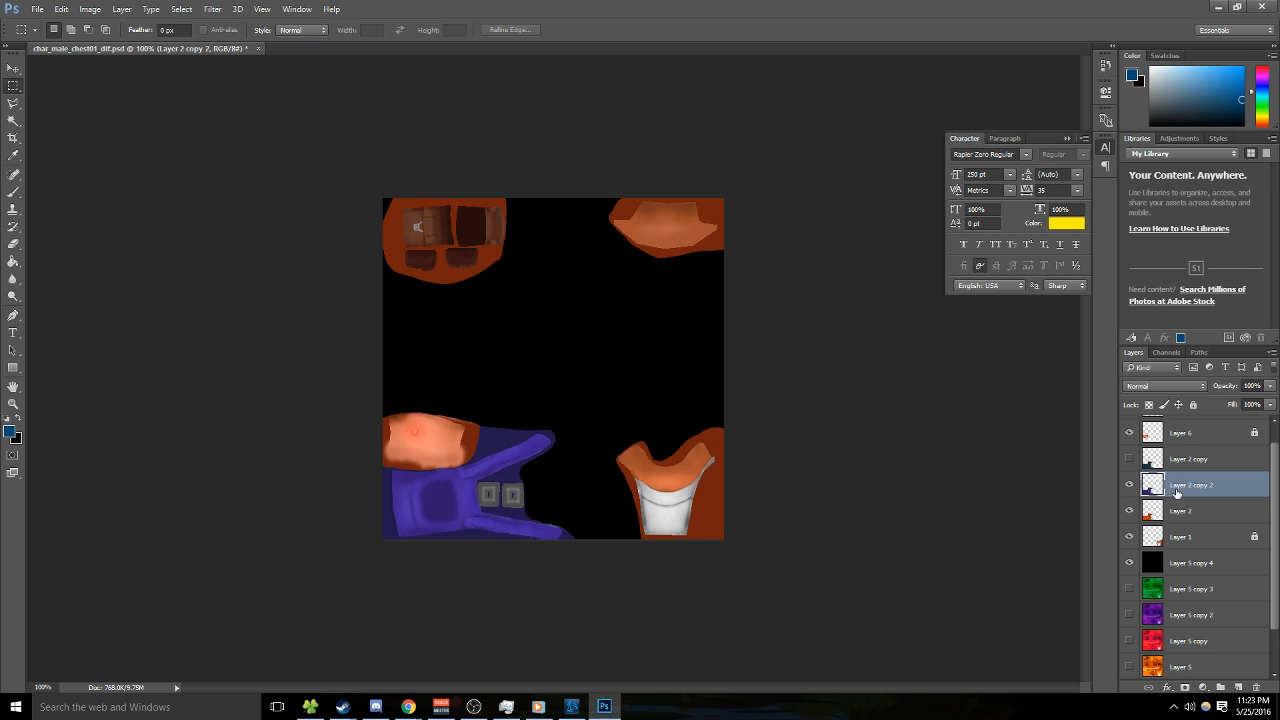 Ps File Edit Image Layer Type Select Filter 3D View Window Help
Feather: 0 px Anti-alias Style: Normal Width: Height: Refine Edge... Essentials
char_male_chest01_dif.psd @ 100% (Layer 2 copy 2, RGB/8#) * ×
Color Swatches
Character Paragraph
Rapier Zero Regular Regular
250 pt (Auto)
Metrics 35
100% 100%
0 pt Color:
English: USA Sharp
Libraries Adjustments Styles
My Library
Your Content. Anywhere.
Use Libraries to organize, access, and
share your assets across desktop and
mobile.
Learn How to Use Libraries
St
Need content? Search Millions of
Photos at Adobe Stock
Layers Channels Paths
Kind
Normal Opacity: 100%
Lock: Fill: 100%
Layer 6
Layer 2 copy
Layer 2 copy 2
Layer 2
Layer 1
Layer 5 copy 4
Layer 5 copy 3
Layer 5 copy 2
Layer 5 copy
Layer 5
100% Doc: 768.0K/9.75M
Search the web and Windows
11:23 PM
5/25/2016